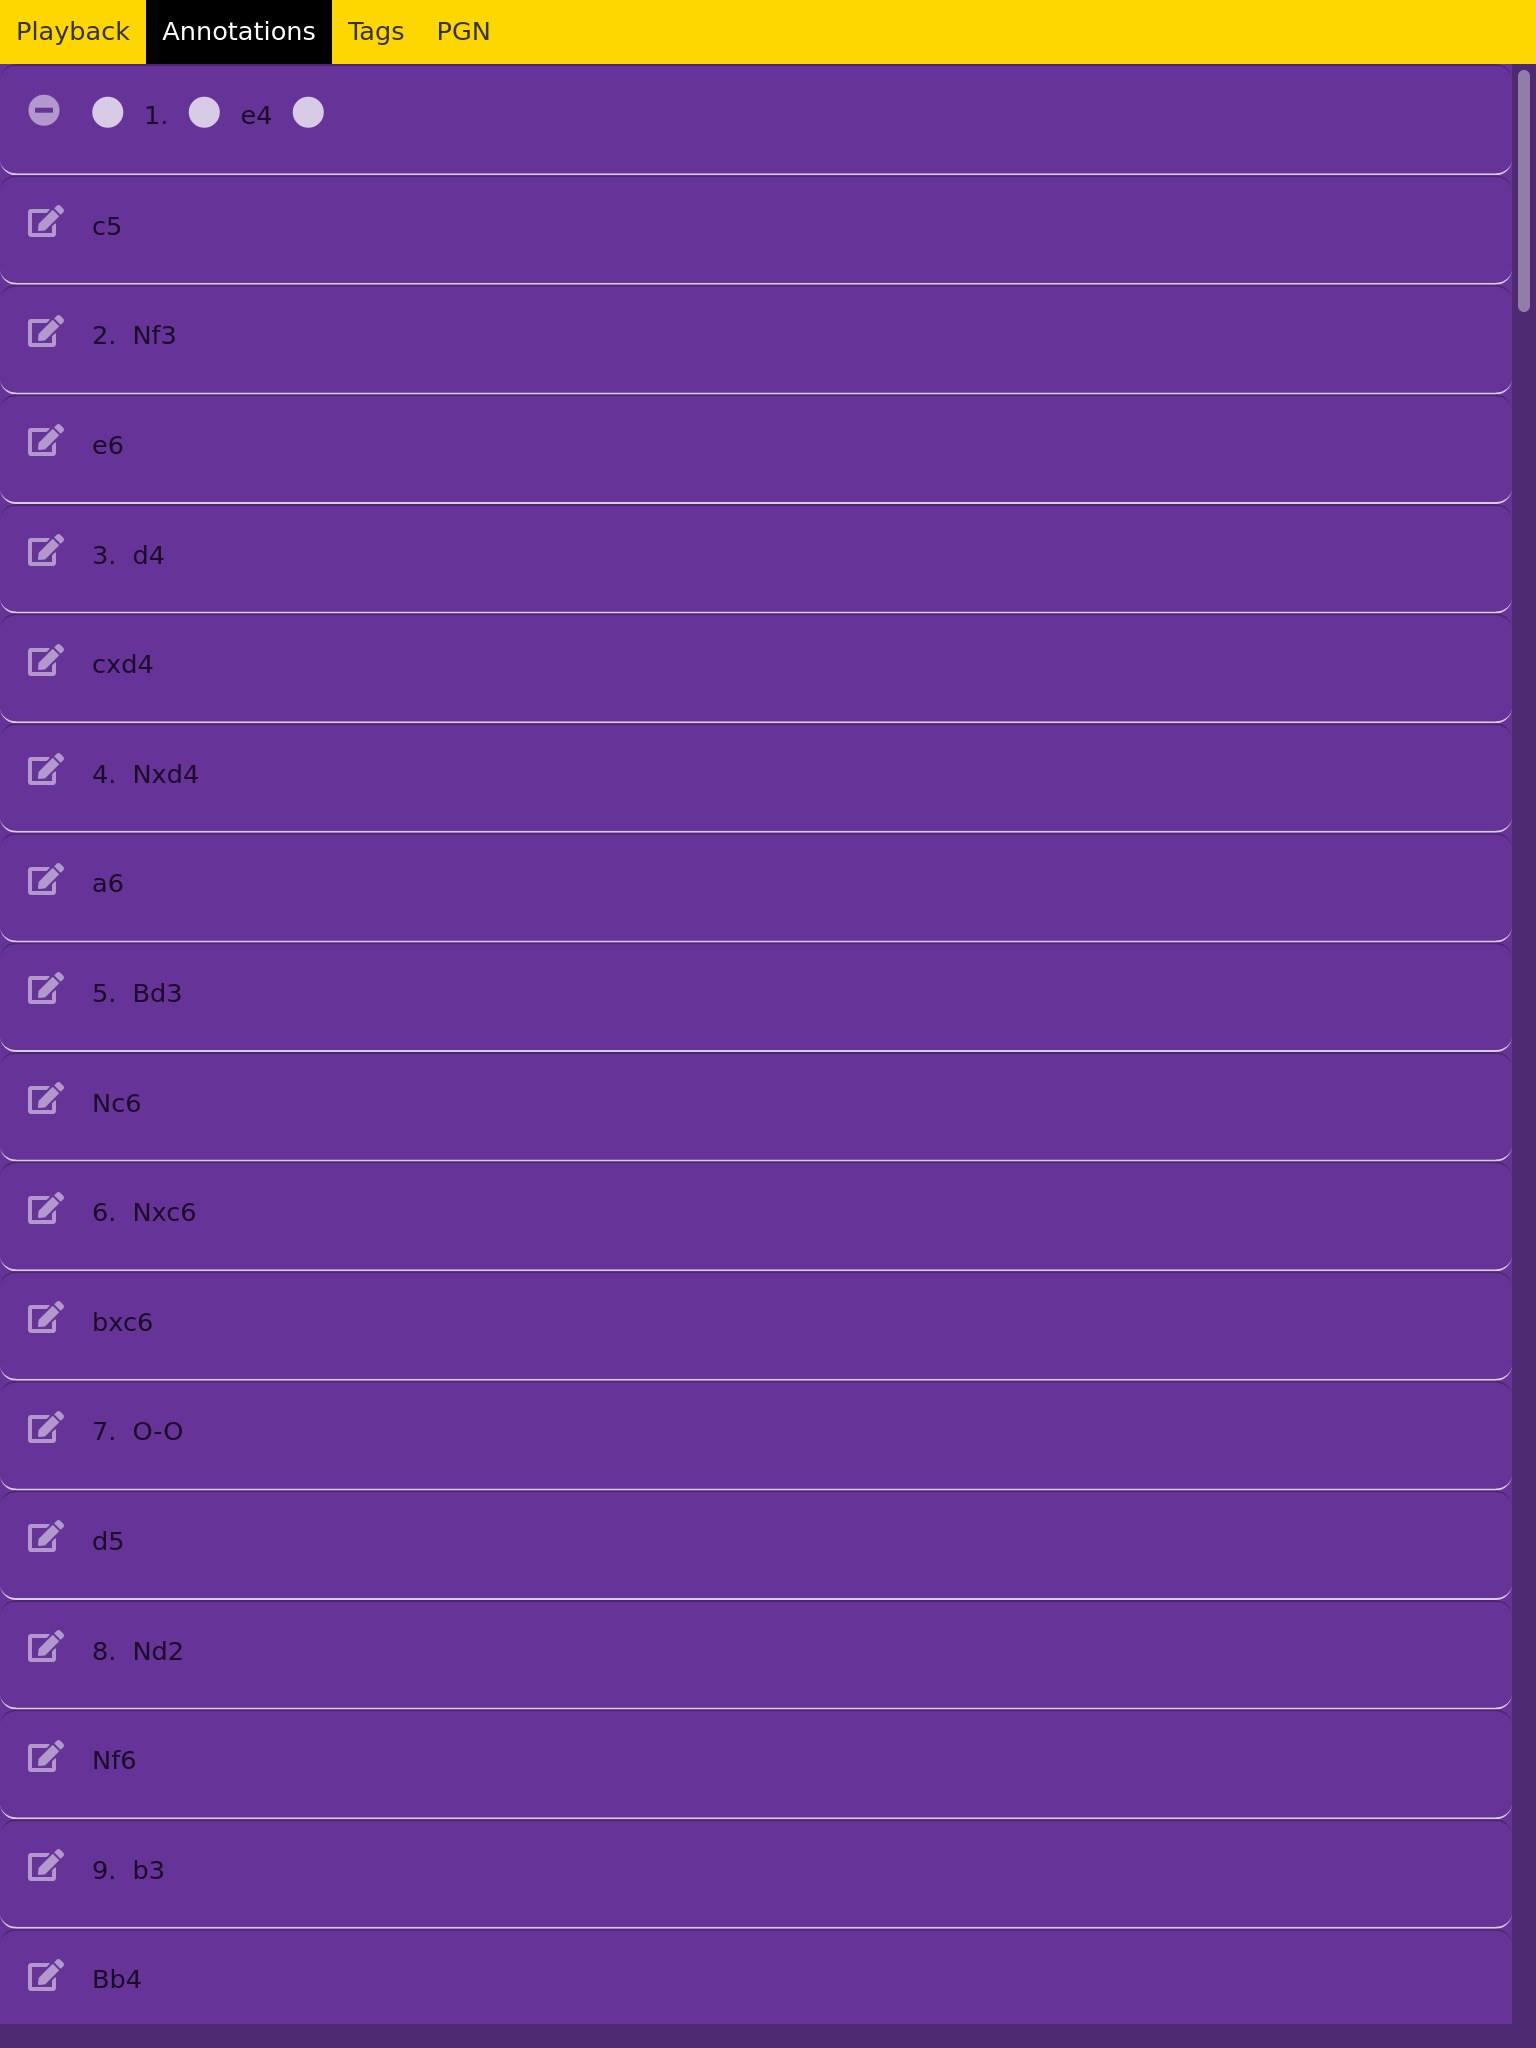 Playback Annotations Tags PGN
1. e4
c5
2. Nf3
e6
3. d4
cxd4
4. Nxd4
a6
5. Bd3
Nc6
6. Nxc6
bxc6
7. O-O
d5
8. Nd2
Nf6
9. b3
Bb4